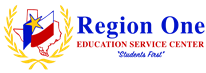 Region One
EDUCATION SERVICE CENTER
"Students First"